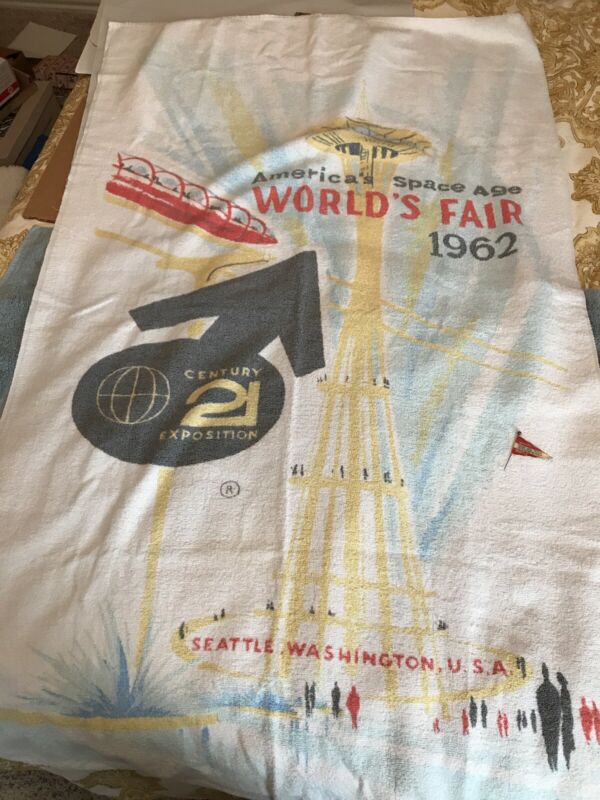 America's Space Age
WORLD'S FAIR
1962
CENTURY
21
EXPOSITION
®
SEATTLE, WASHINGTON, U.S.A.